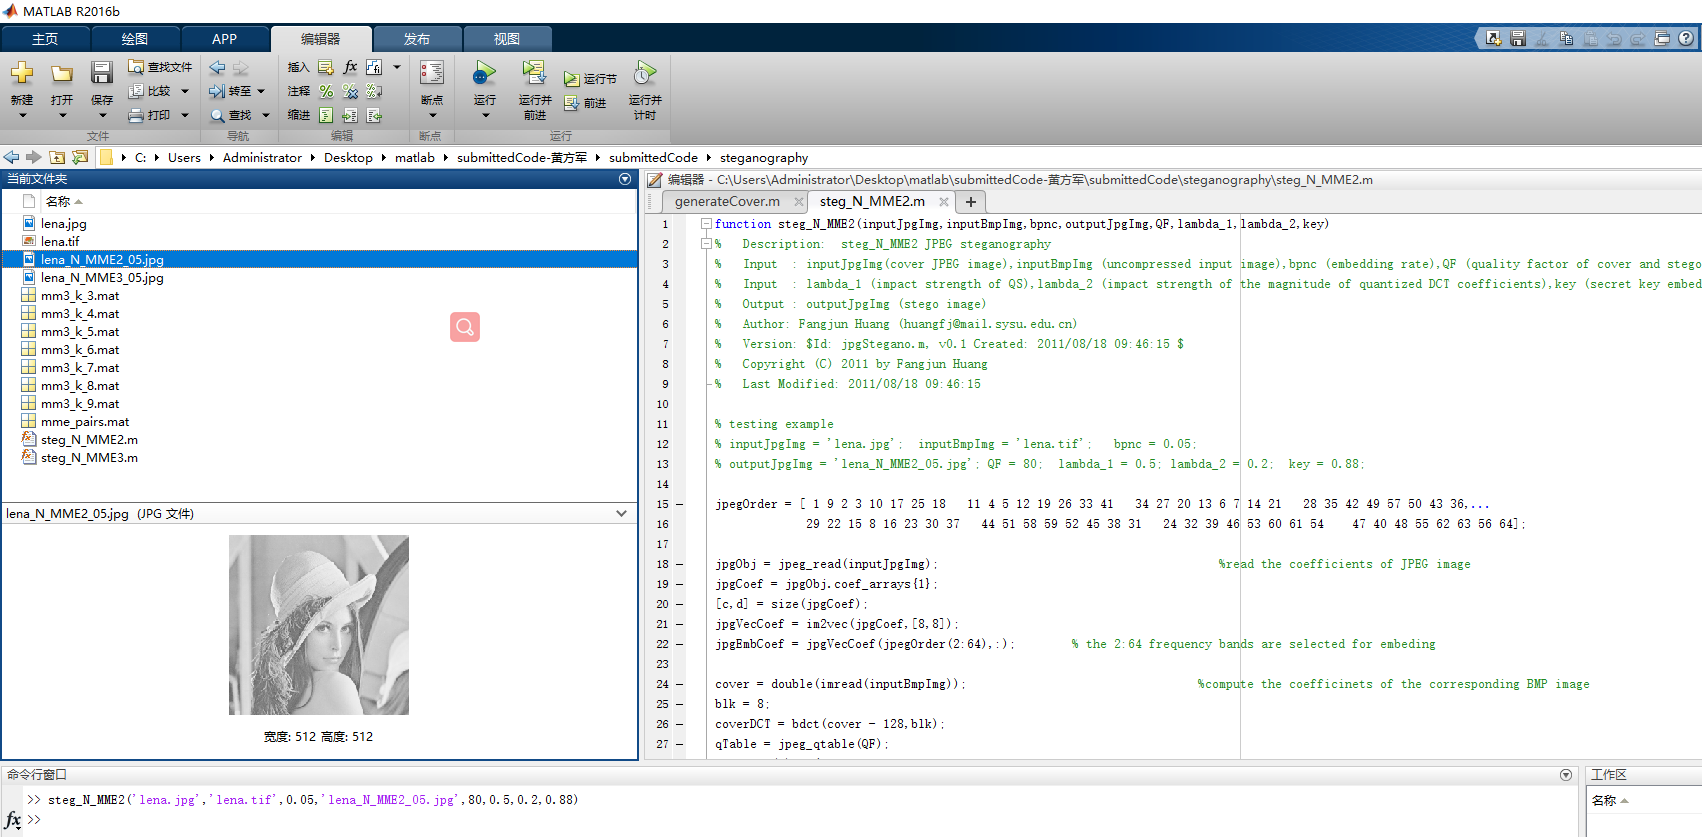 MATLAB R2016b
主页 绘图 APP 编辑器 发布 视图
新建 打开 保存 查找文件 比较 打印 转至 查找 插入 注释 缩进 断点 运行 运行并前进 运行节 前进 运行并计时
文件 导航 编辑 断点 运行
C: Users Administrator Desktop matlab submittedCode-黄方军 submittedCode steganography
当前文件夹
名称
lena.jpg
lena.tif
lena_N_MME2_05.jpg
lena_N_MME3_05.jpg
mm3_k_3.mat
mm3_k_4.mat
mm3_k_5.mat
mm3_k_6.mat
mm3_k_7.mat
mm3_k_8.mat
mm3_k_9.mat
mme_pairs.mat
steg_N_MME2.m
steg_N_MME3.m
lena_N_MME2_05.jpg (JPG 文件)
宽度: 512 高度: 512
编辑器 - C:\Users\Administrator\Desktop\matlab\submittedCode-黄方军\submittedCode\steganography\steg_N_MME2.m
generateCover.m steg_N_MME2.m
1 function steg_N_MME2(inputJpgImg,inputBmpImg,bpnc,outputJpgImg,QF,lambda_1,lambda_2,key)
2 % Description: steg_N_MME2 JPEG steganography
3 % Input : inputJpgImg(cover JPEG image),inputBmpImg (uncompressed input image),bpnc (embedding rate),QF (quality factor of cover and stego
4 % Input : lambda_1 (impact strength of QS),lambda_2 (impact strength of the magnitude of quantized DCT coefficients),key (secret key embed
5 % Output : outputJpgImg (stego image)
6 % Author: Fangjun Huang (huangfj@mail.sysu.edu.cn)
7 % Version: $Id: jpgStegano.m, v0.1 Created: 2011/08/18 09:46:15 $
8 % Copyright (C) 2011 by Fangjun Huang
9 % Last Modified: 2011/08/18 09:46:15
10
11 % testing example
12 % inputJpgImg = 'lena.jpg'; inputBmpImg = 'lena.tif'; bpnc = 0.05;
13 % outputJpgImg = 'lena_N_MME2_05.jpg'; QF = 80; lambda_1 = 0.5; lambda_2 = 0.2; key = 0.88;
14
15 jpegOrder = [ 1 9 2 3 10 17 25 18 11 4 5 12 19 26 33 41 34 27 20 13 6 7 14 21 28 35 42 49 57 50 43 36,...
16 29 22 15 8 16 23 30 37 44 51 58 59 52 45 38 31 24 32 39 46 53 60 61 54 47 40 48 55 62 63 56 64];
17
18 jpgObj = jpeg_read(inputJpgImg); %read the coefficients of JPEG image
19 jpgCoef = jpgObj.coef_arrays{1};
20 [c,d] = size(jpgCoef);
21 jpgVecCoef = im2vec(jpgCoef,[8,8]);
22 jpgEmbCoef = jpgVecCoef(jpegOrder(2:64),:); % the 2:64 frequency bands are selected for embeding
23
24 cover = double(imread(inputBmpImg)); %compute the coefficinets of the corresponding BMP image
25 blk = 8;
26 coverDCT = bdct(cover - 128,blk);
27 qTable = jpeg_qtable(QF);
命令行窗口
>> steg_N_MME2('lena.jpg','lena.tif',0.05,'lena_N_MME2_05.jpg',80,0.5,0.2,0.88)
fx >>
工作区
名称